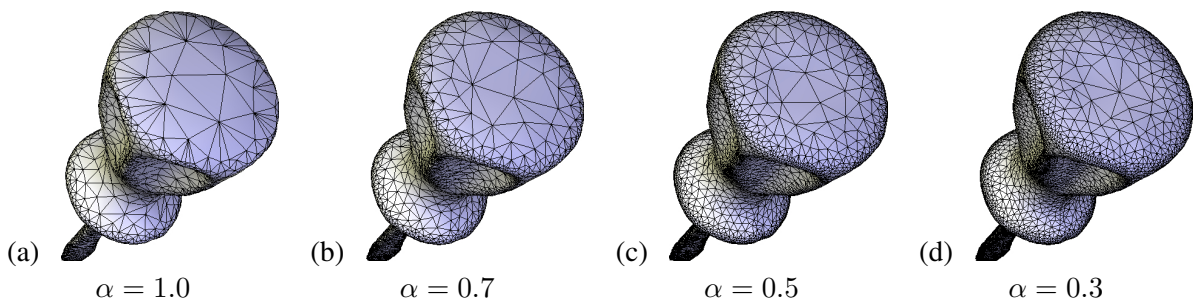 (a) (b) (c) (d)
α = 1.0 α = 0.7 α = 0.5 α = 0.3